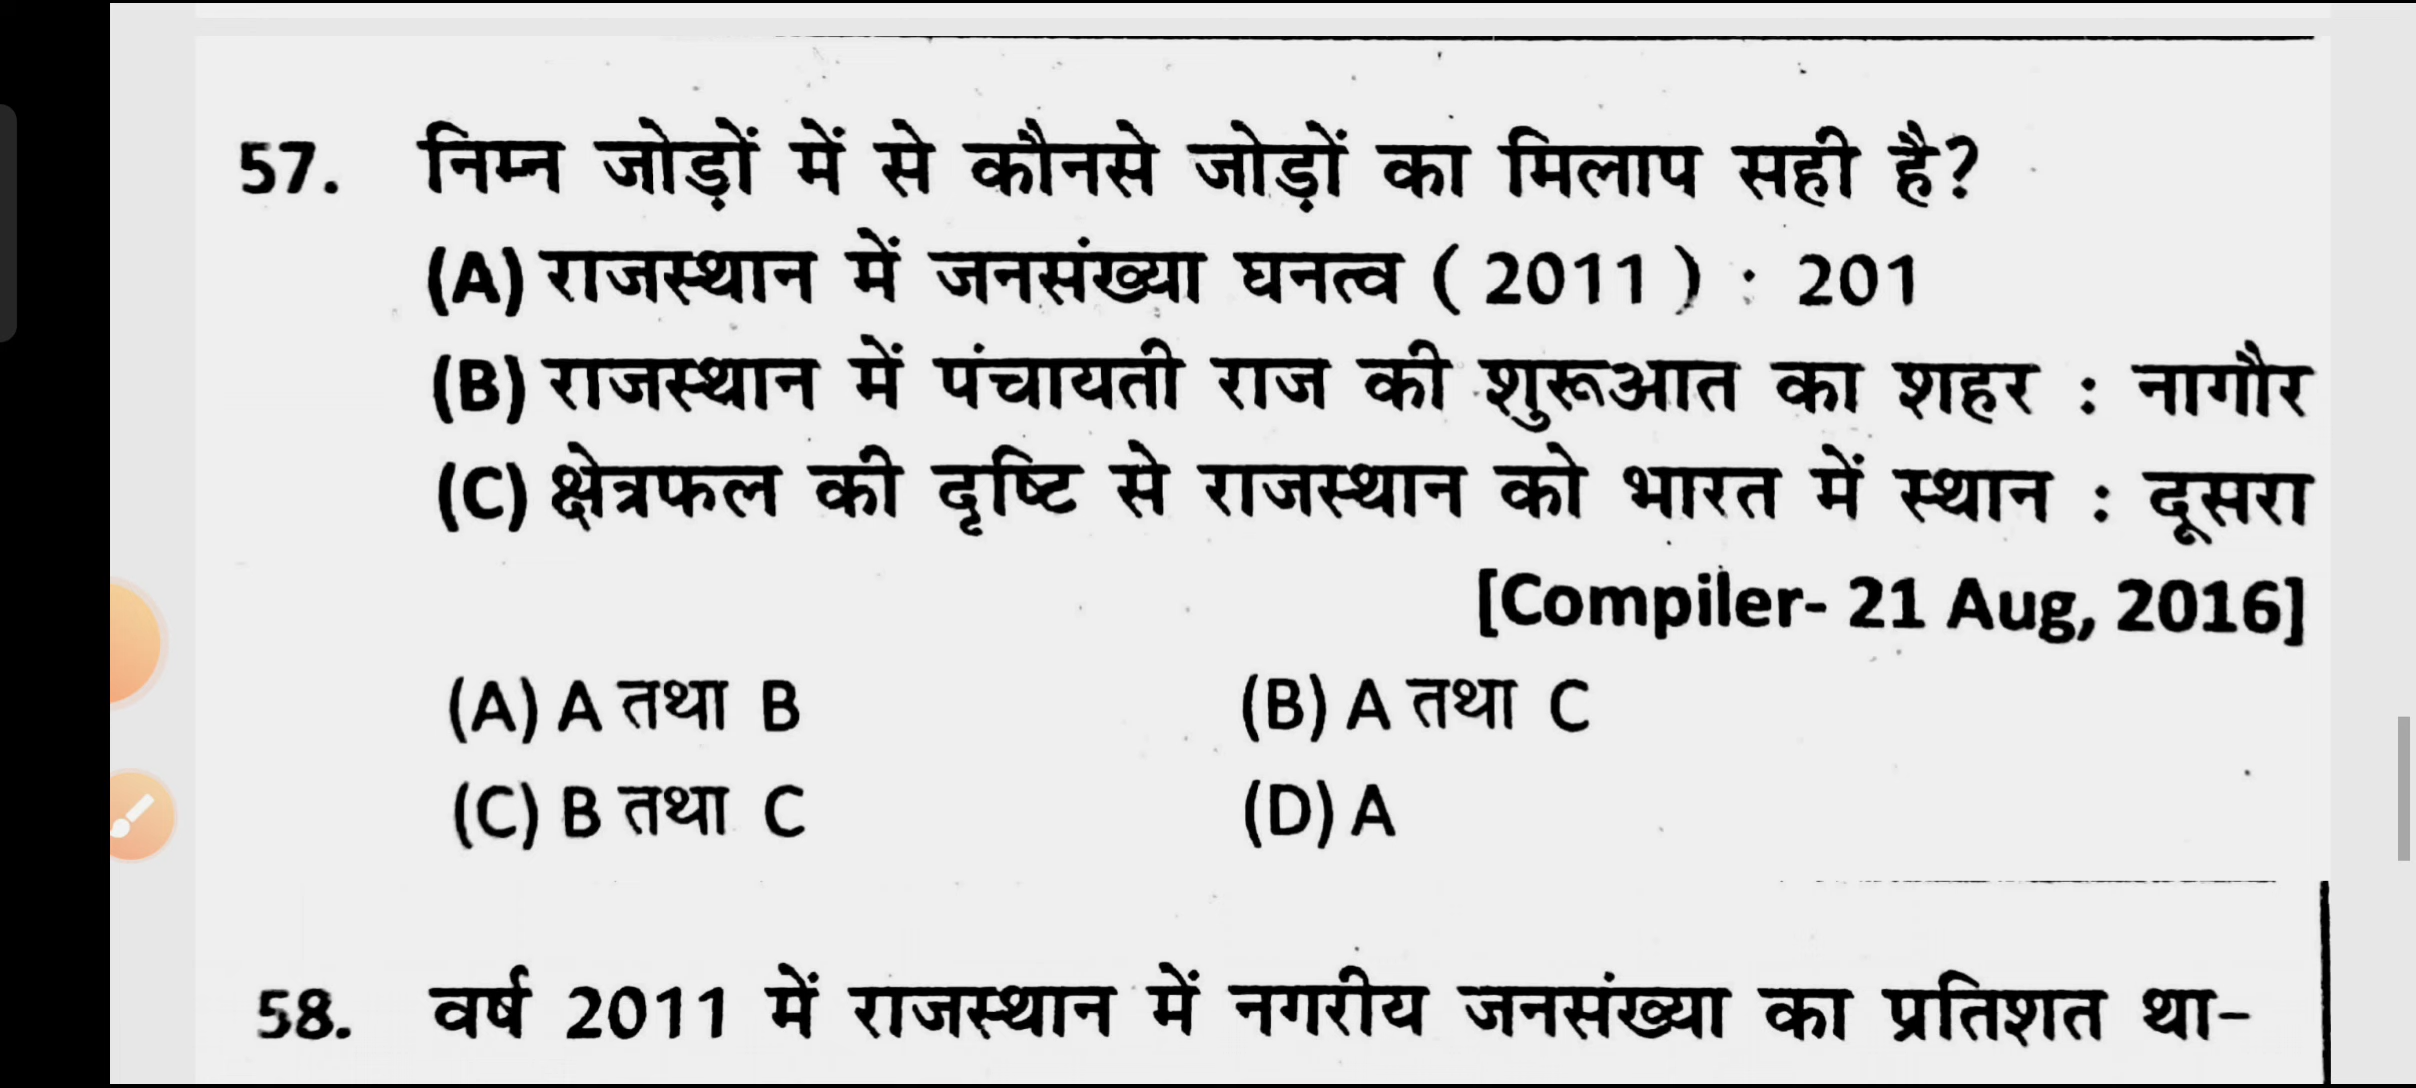 57. निम्न जोड़ों में से कौनसे जोड़ों का मिलाप सही है?
(A) राजस्थान में जनसंख्या घनत्व ( 2011 ) : 201
(B) राजस्थान में पंचायती राज की शुरूआत का शहर : नागौर
(C) क्षेत्रफल की दृष्टि से राजस्थान को भारत में स्थान : दूसरा
[Compiler- 21 Aug, 2016]
(A) A तथा B (B) A तथा C
(C) B तथा C (D) A
58. वर्ष 2011 में राजस्थान में नगरीय जनसंख्या का प्रतिशत था-